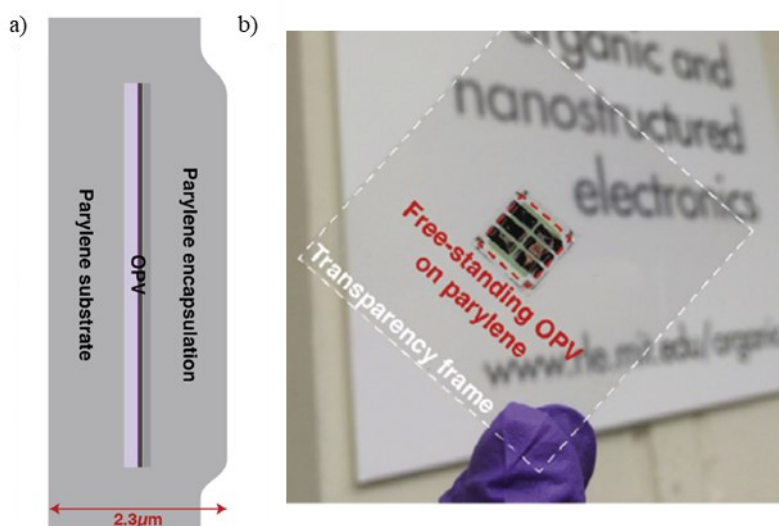 a)
Parylene substrate
OPV
Parylene encapsulation
2.3µm
b)
organic and
nanostructured
electronics
Free-standing OPV
on parylene
Transparency frame
www.rle.mit.edu/organic